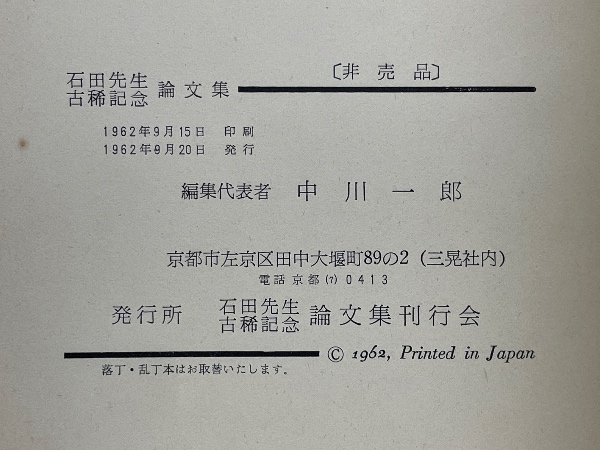 〔非売品〕
石田先生
古稀記念 論文集
1962年9月15日 印刷
1962年9月20日 発行
編集代表者 中川一郎
京都市左京区田中大堰町89の2（三晃社内）
電話 京都 (7) 0413
発行所 石田先生
古稀記念 論文集刊行会
© 1962, Printed in Japan
落丁・乱丁本はお取替いたします。